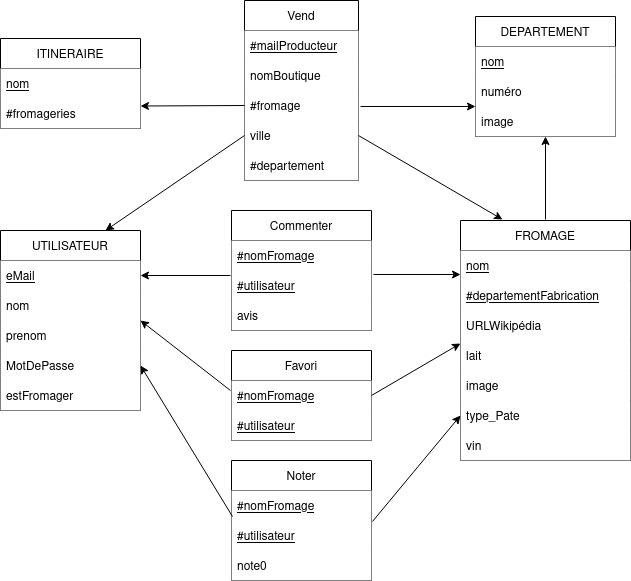 ITINERAIRE
nom
#fromageries
Vend
#mailProducteur
nomBoutique
#fromage
ville
#departement
DEPARTEMENT
nom
numéro
image
UTILISATEUR
eMail
nom
prenom
MotDePasse
estFromager
Commenter
#nomFromage
#utilisateur
avis
Favori
#nomFromage
#utilisateur
Noter
#nomFromage
#utilisateur
note0
FROMAGE
nom
#departementFabrication
URLWikipédia
lait
image
type_Pate
vin